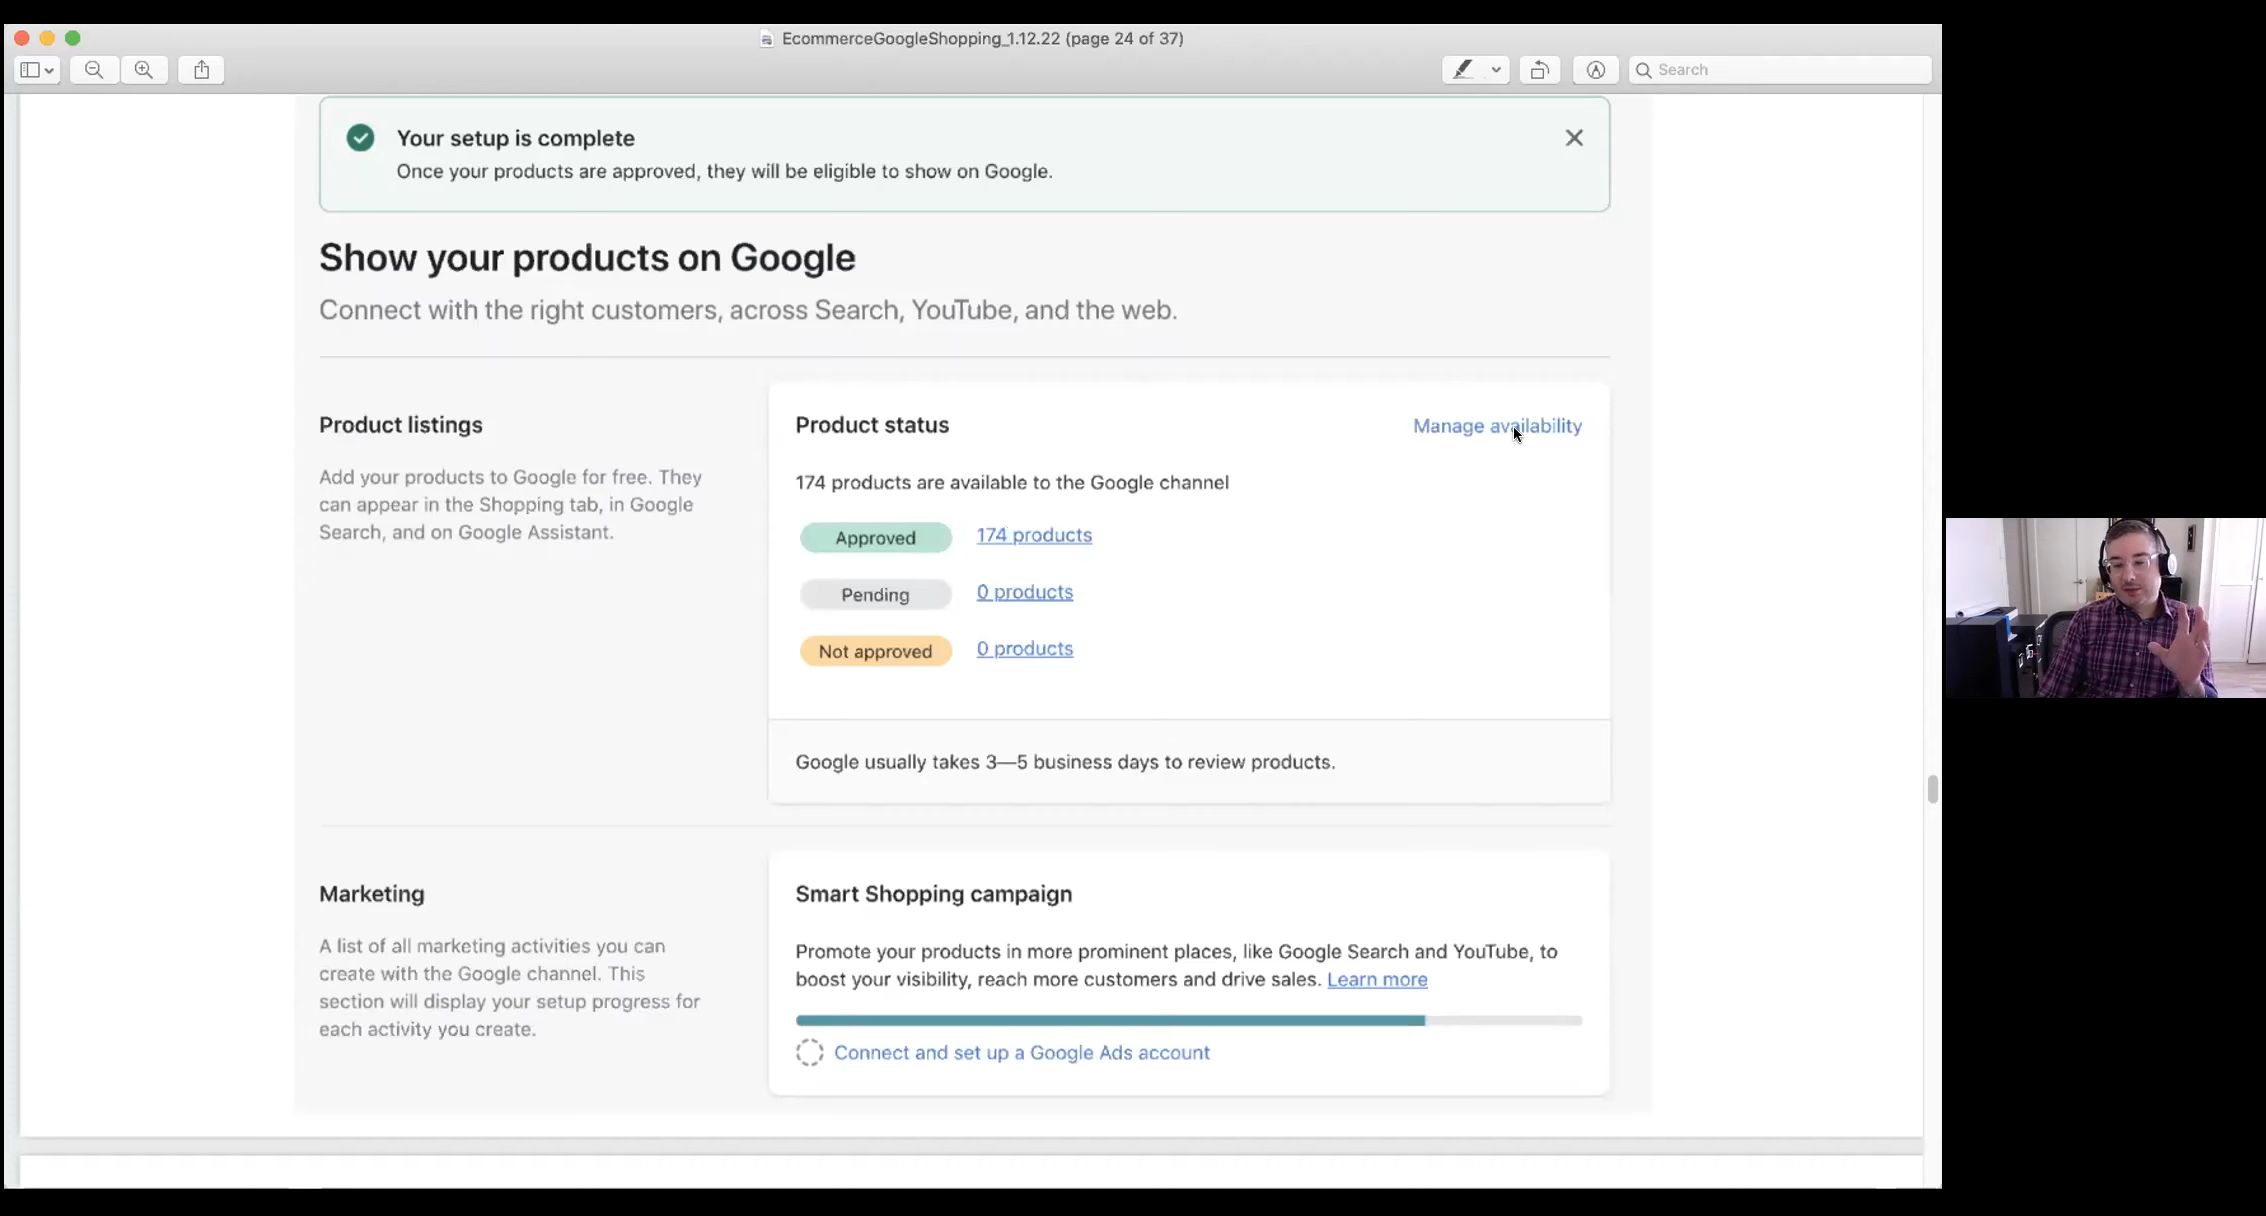 EcommerceGoogleShopping_1.12.22 (page 24 of 37)
Search
Your setup is complete
Once your products are approved, they will be eligible to show on Google.
Show your products on Google
Connect with the right customers, across Search, YouTube, and the web.
Product listings
Add your products to Google for free. They
can appear in the Shopping tab, in Google
Search, and on Google Assistant.
Product status
Manage availability
174 products are available to the Google channel
Approved
174 products
Pending
0 products
Not approved
0 products
Google usually takes 3—5 business days to review products.
Marketing
A list of all marketing activities you can
create with the Google channel. This
section will display your setup progress for
each activity you create.
Smart Shopping campaign
Promote your products in more prominent places, like Google Search and YouTube, to
boost your visibility, reach more customers and drive sales. Learn more
Connect and set up a Google Ads account